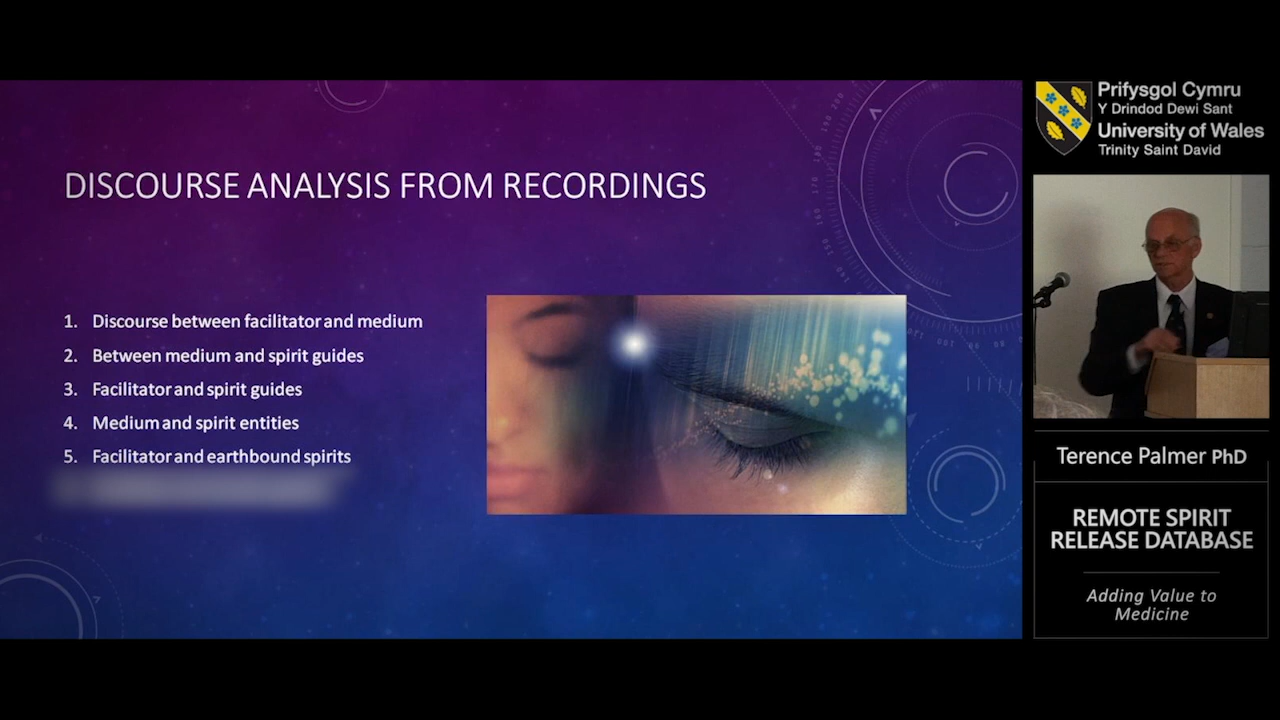 DISCOURSE ANALYSIS FROM RECORDINGS
1. Discourse between facilitator and medium
2. Between medium and spirit guides
3. Facilitator and spirit guides
4. Medium and spirit entities
5. Facilitator and earthbound spirits
Prifysgol Cymru
Y Drindod Dewi Sant
University of Wales
Trinity Saint David
Terence Palmer PhD
REMOTE SPIRIT
RELEASE DATABASE
Adding Value to
Medicine